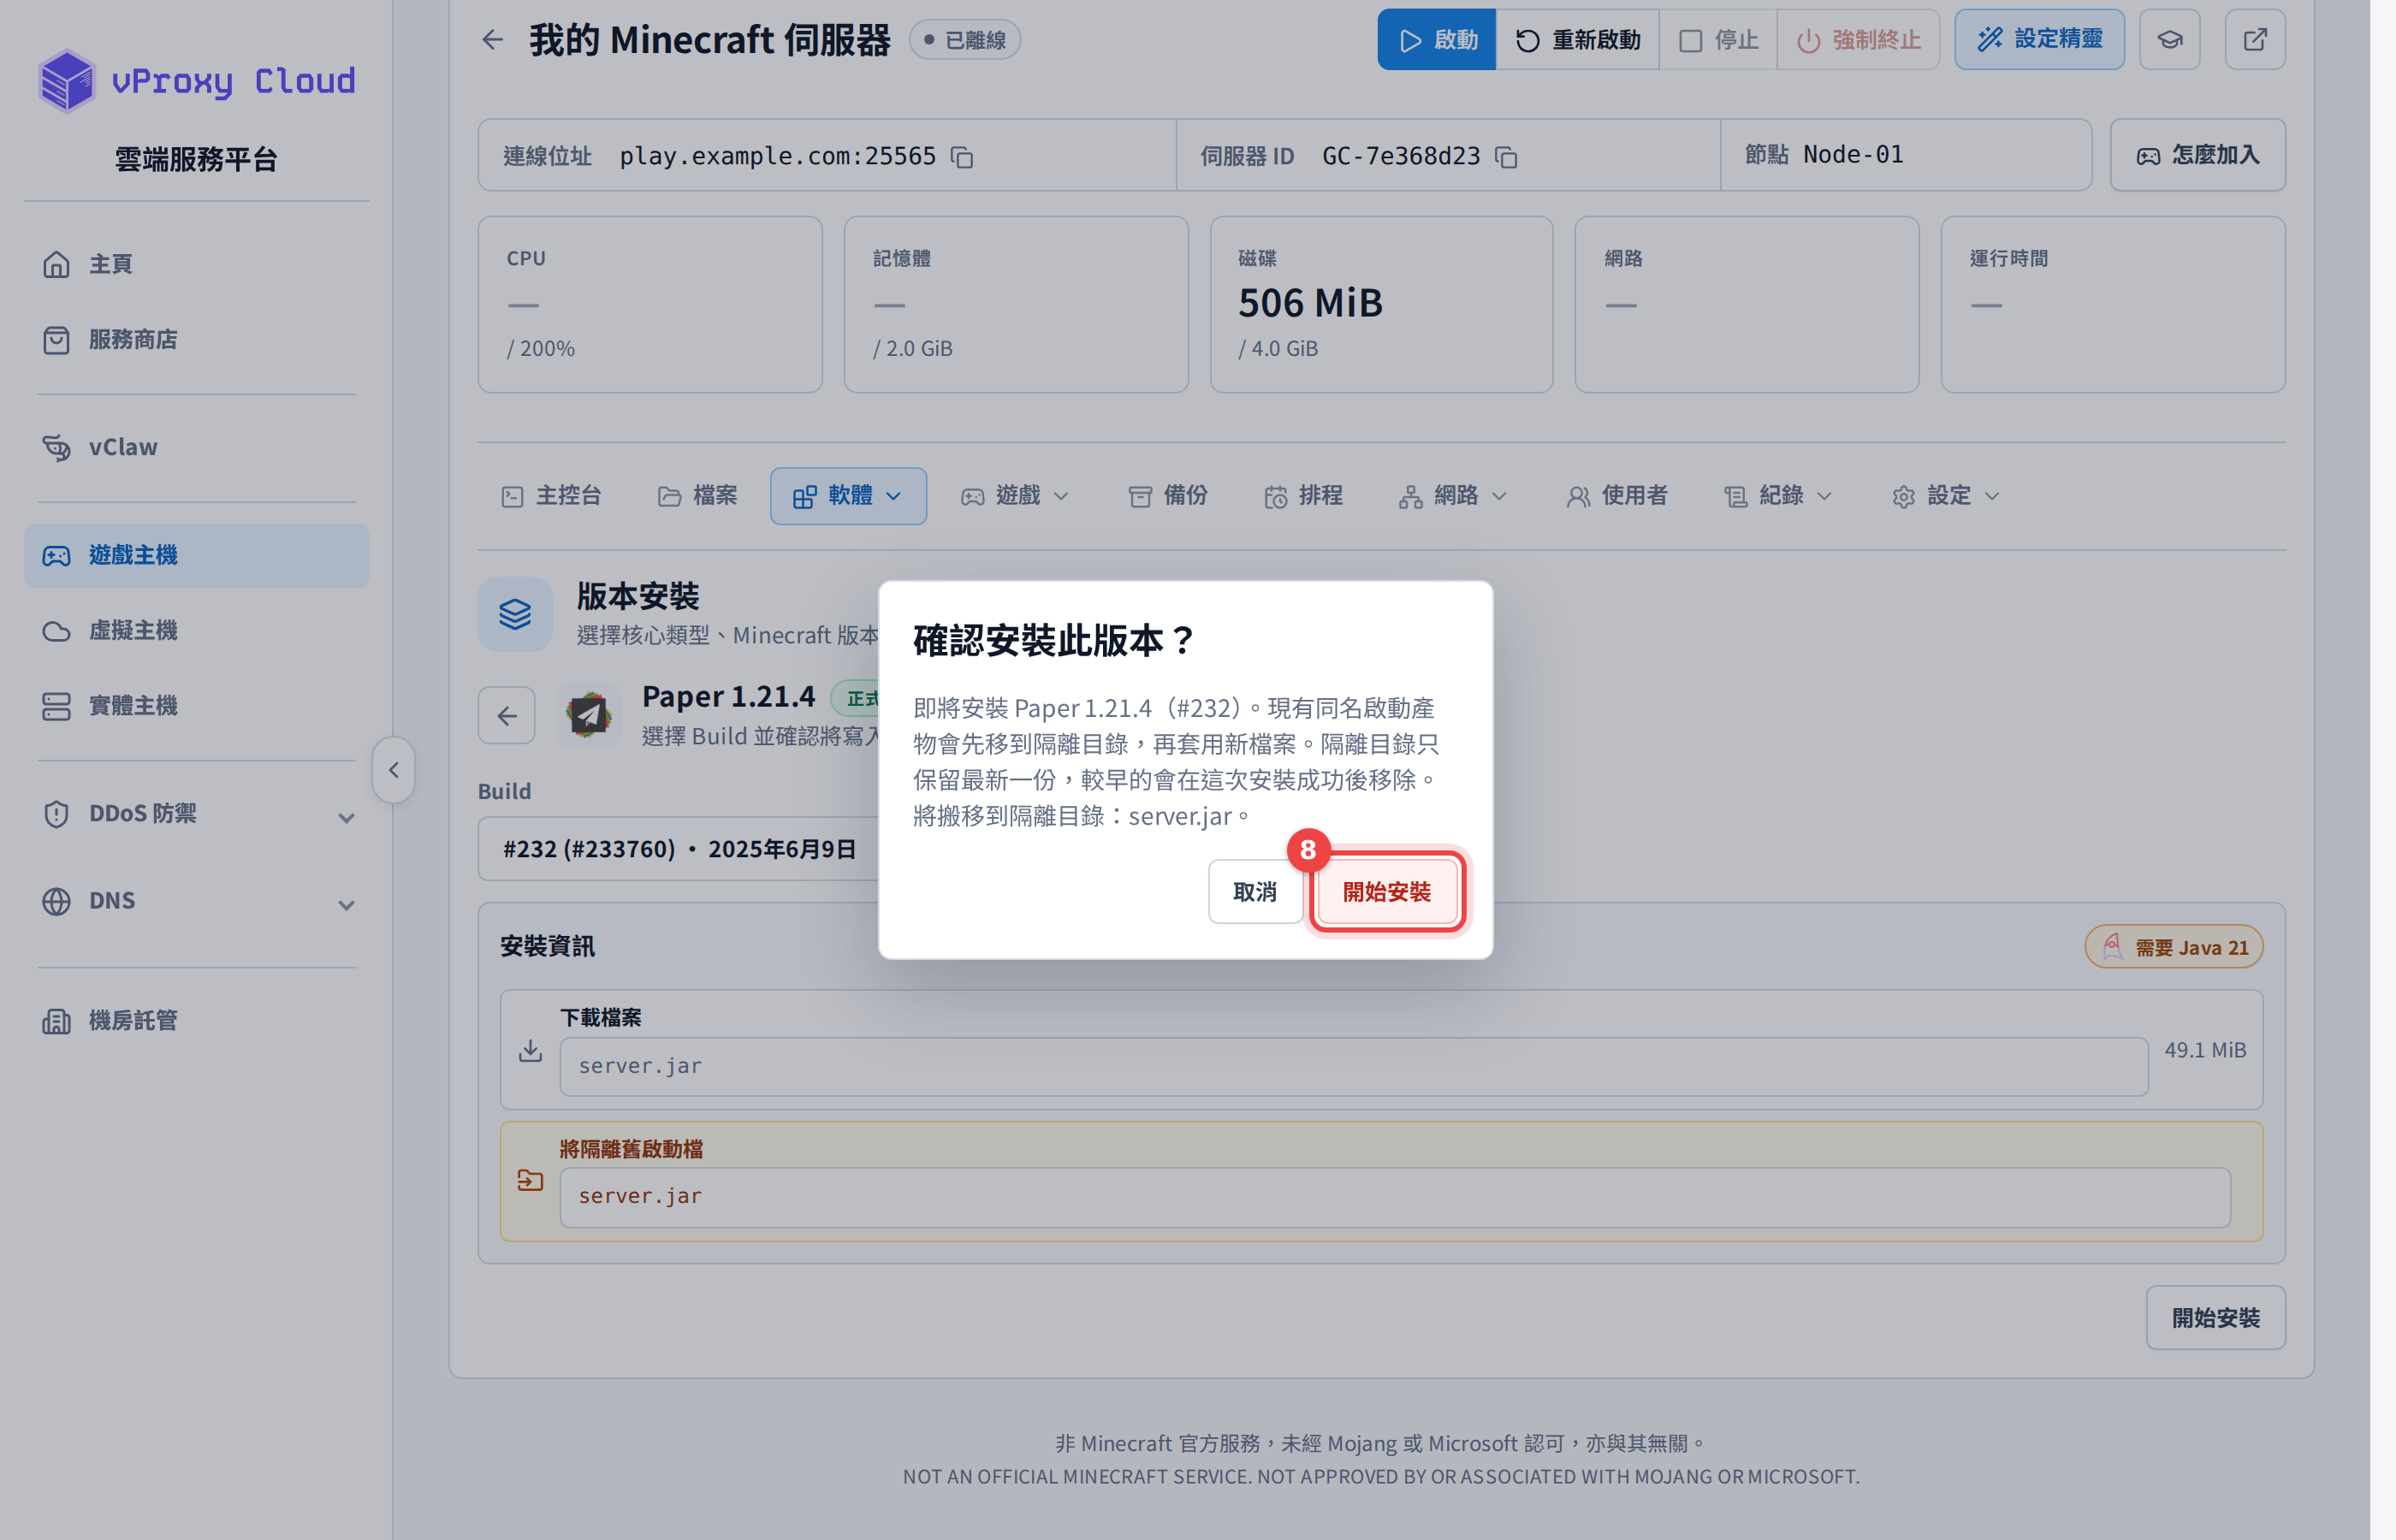 vProxy Cloud
雲端服務平台
主頁
服務商店
vClaw
遊戲主機
虛擬主機
實體主機
DDoS 防禦
DNS
機房託管
我的 Minecraft 伺服器
已離線
啟動
重新啟動
停止
強制終止
設定精靈
連線位址 play.example.com:25565
伺服器 ID GC-7e368d23
節點 Node-01
怎麼加入
CPU
—
/ 200%
記憶體
—
/ 2.0 GiB
磁碟
506 MiB
/ 4.0 GiB
網路
—
運行時間
—
主控台
檔案
軟體
遊戲
備份
排程
網路
使用者
紀錄
設定
版本安裝
選擇核心類型、Minecraft 版本
Paper 1.21.4
正式
選擇 Build 並確認將寫入
Build
#232 (#233760) • 2025年6月9日
確認安裝此版本？
即將安裝 Paper 1.21.4（#232）。現有同名啟動產
物會先移到隔離目錄，再套用新檔案。隔離目錄只
保留最新一份，較早的會在這次安裝成功後移除。
將搬移到隔離目錄：server.jar。
8
取消
開始安裝
安裝資訊
需要 Java 21
下載檔案
server.jar
49.1 MiB
將隔離舊啟動檔
server.jar
開始安裝
非 Minecraft 官方服務，未經 Mojang 或 Microsoft 認可，亦與其無關。
NOT AN OFFICIAL MINECRAFT SERVICE. NOT APPROVED BY OR ASSOCIATED WITH MOJANG OR MICROSOFT.